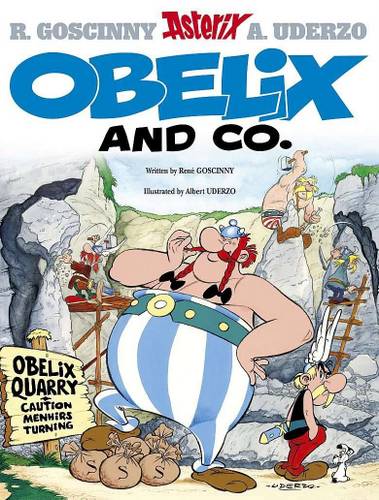 R. GOSCINNY Asterix A. UDERZO
OBELIX
AND CO.
Written by René GOSCINNY
Illustrated by Albert UDERZO
OBELIX
QUARRY
CAUTION
MENHIRS
TURNING
S S S S
UDERZO